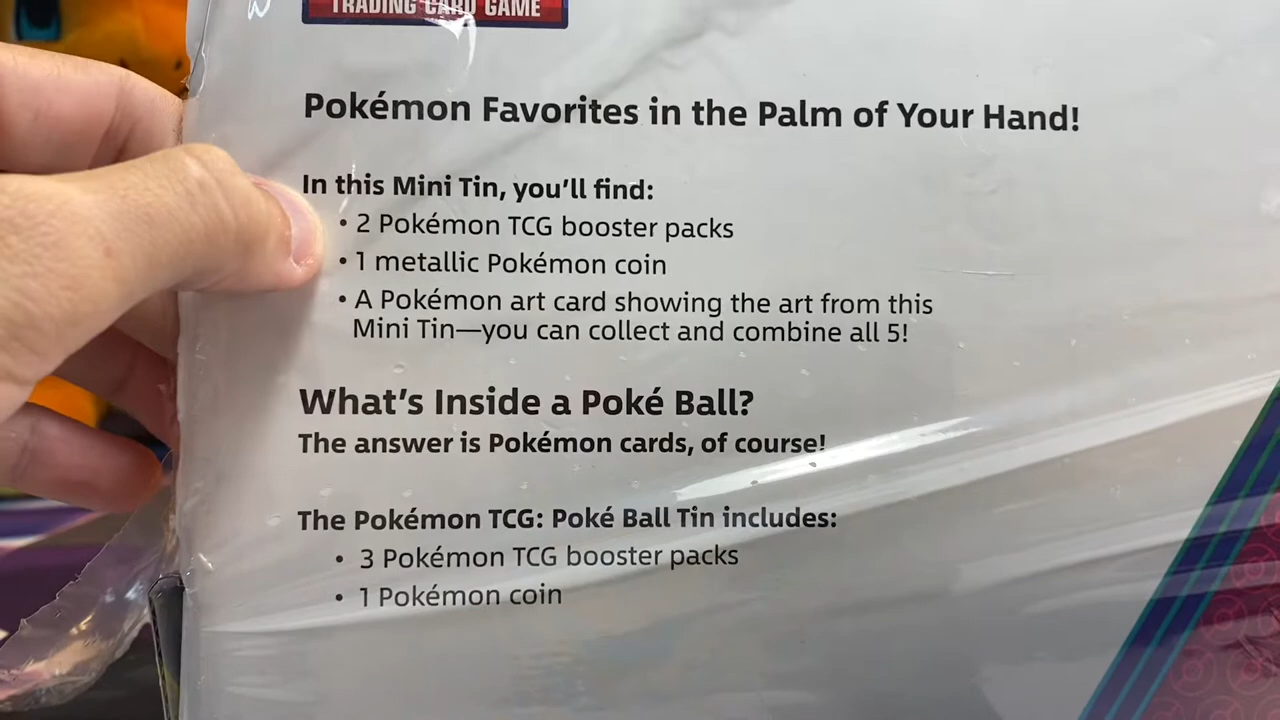 TRADING CARD GAME
Pokémon Favorites in the Palm of Your Hand!
In this Mini Tin, you'll find:
• 2 Pokémon TCG booster packs
• 1 metallic Pokémon coin
• A Pokémon art card showing the art from this
Mini Tin—you can collect and combine all 5!
What's Inside a Poké Ball?
The answer is Pokémon cards, of course!
The Pokémon TCG: Poké Ball Tin includes:
• 3 Pokémon TCG booster packs
• 1 Pokémon coin